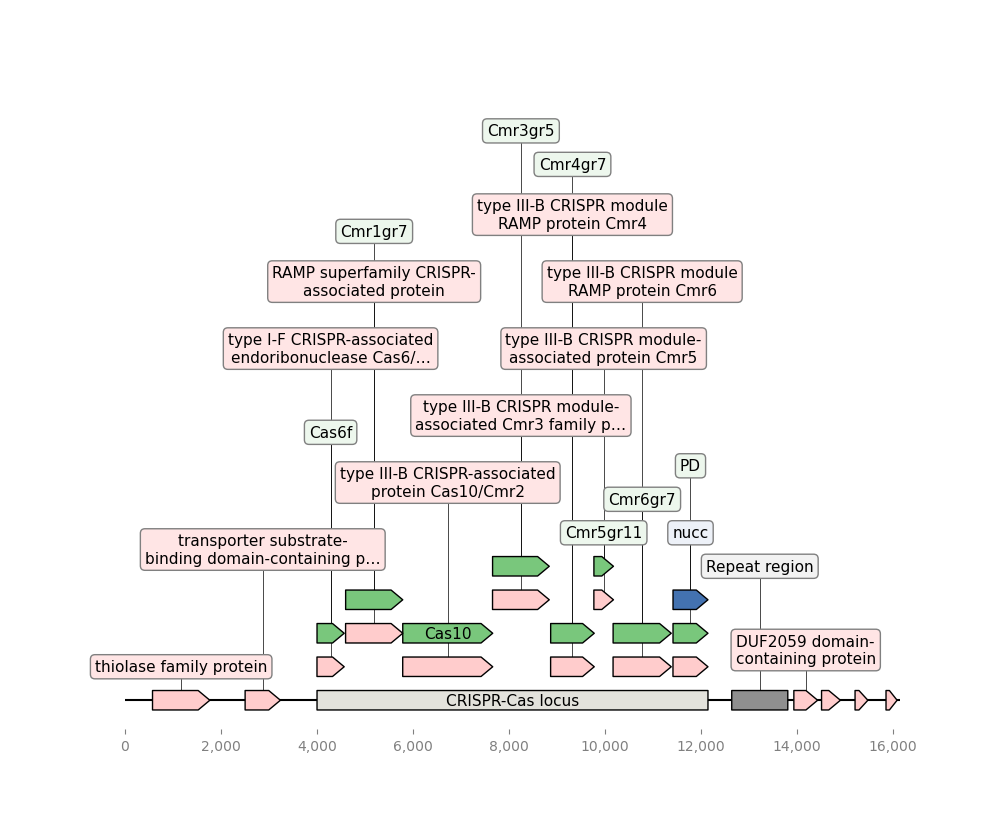 Cmr3gr5
Cmr4gr7
type III-B CRISPR module
RAMP protein Cmr4
Cmr1gr7
RAMP superfamily CRISPR-
associated protein
type III-B CRISPR module
RAMP protein Cmr6
type I-F CRISPR-associated
endoribonuclease Cas6/…
type III-B CRISPR module-
associated protein Cmr5
type III-B CRISPR module-
associated Cmr3 family p…
Cas6f
PD
type III-B CRISPR-associated
protein Cas10/Cmr2
Cmr6gr7
Cmr5gr11
nucc
transporter substrate-
binding domain-containing p…
Repeat region
Cas10
DUF2059 domain-
containing protein
thiolase family protein
CRISPR-Cas locus
0 2,000 4,000 6,000 8,000 10,000 12,000 14,000 16,000